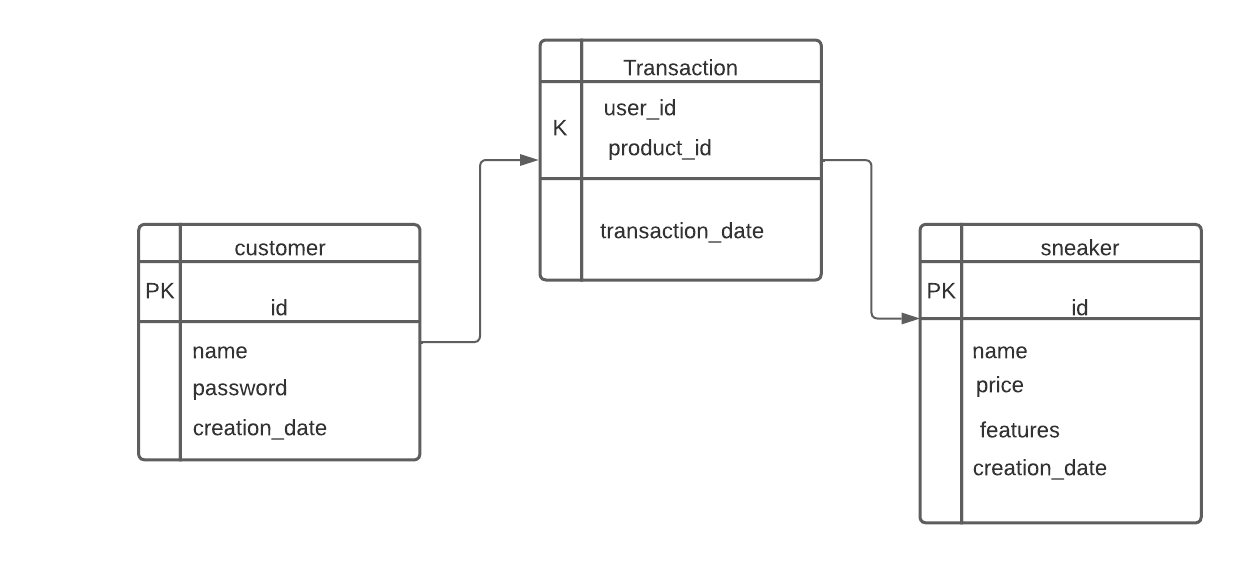 Transaction
K
user_id
product_id
transaction_date
customer
PK
id
name
password
creation_date
sneaker
PK
id
name
price
features
creation_date